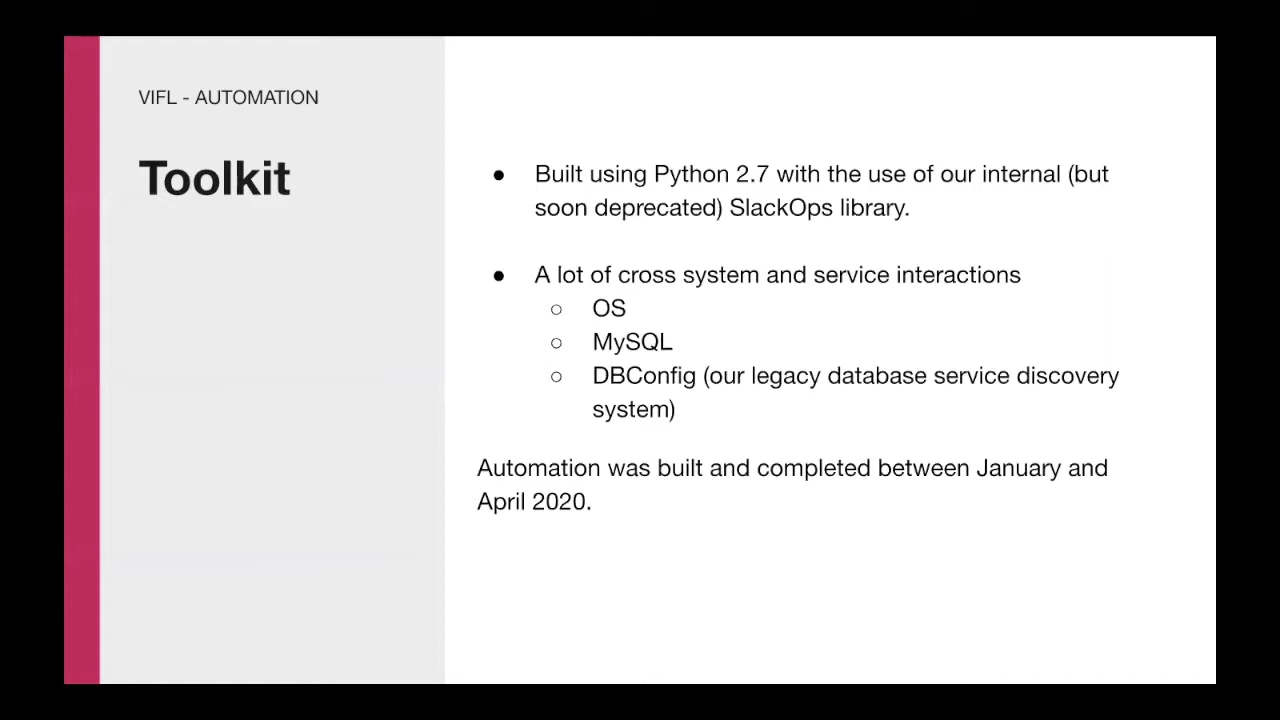 VIFL - AUTOMATION
Toolkit
● Built using Python 2.7 with the use of our internal (but
soon deprecated) SlackOps library.
● A lot of cross system and service interactions
○ OS
○ MySQL
○ DBConfig (our legacy database service discovery
system)
Automation was built and completed between January and
April 2020.